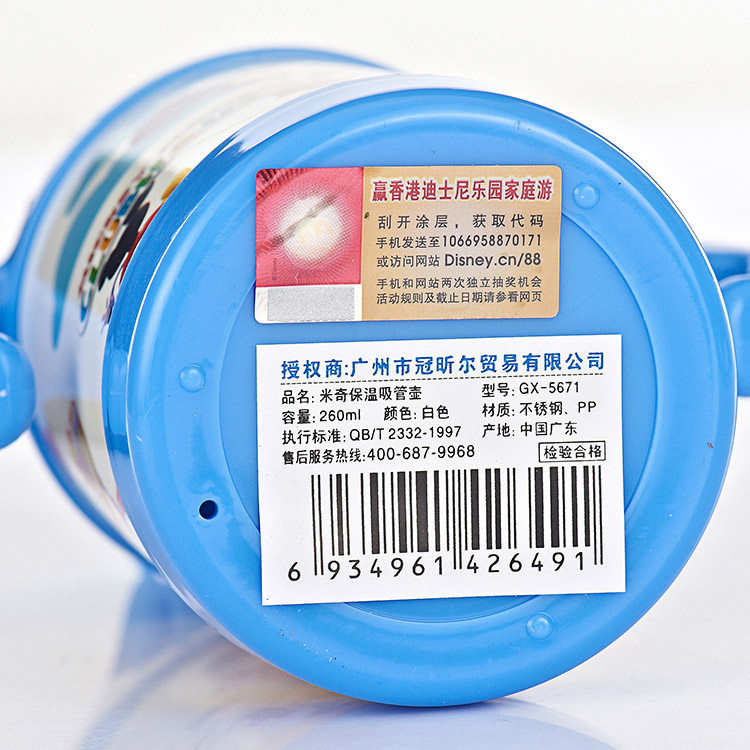 赢香港迪士尼乐园家庭游
刮开涂层，获取代码
手机发送至1066958870171
或访问网站 Disney.cn/88
手机和网站两次独立抽奖机会
活动规则及截止日期请参看网页
授权商:广州市冠昕尔贸易有限公司
品名: 米奇保温吸管壶 型号: GX-5671
容量: 260ml 颜色: 白色 材质: 不锈钢、PP
执行标准: QB/T 2332-1997 产地: 中国广东
售后服务热线:400-687-9968 检验合格
6 934961 426491